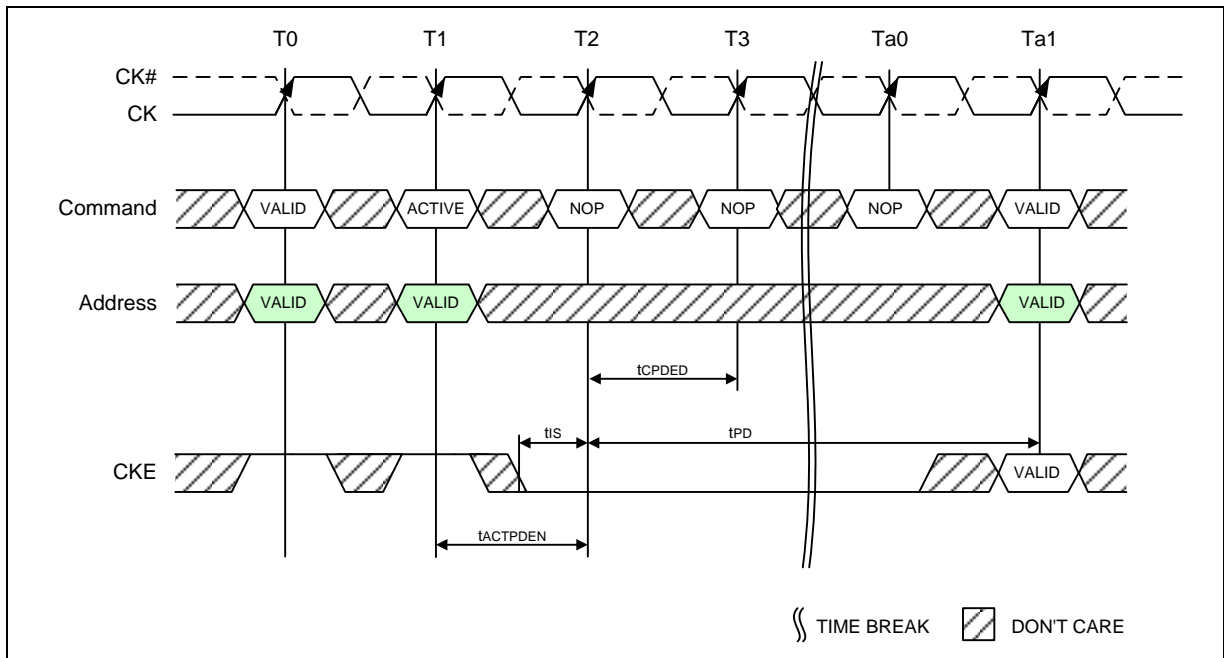 T0 T1 T2 T3 Ta0 Ta1
CK#
CK
Command VALID ACTIVE NOP NOP NOP VALID
Address VALID VALID VALID
tCPDED
tIS tPD
CKE VALID
tACTPDEN
TIME BREAK DON'T CARE